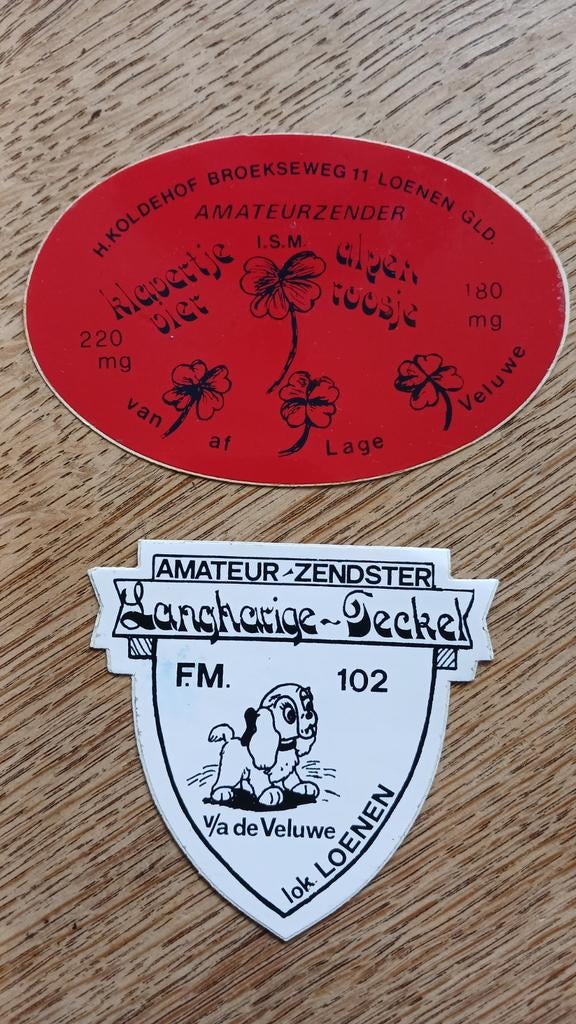 H.KOLDEHOF BROEKSEWEG 11 LOENEN GLD.
AMATEURZENDER
I.S.M.
klavertje vier
alpen roosje
220 mg
180 mg
van af Lage Veluwe
AMATEUR-ZENDSTER
Langharige-Teckel
F.M. 102
v/a de Veluwe
lok. LOENEN